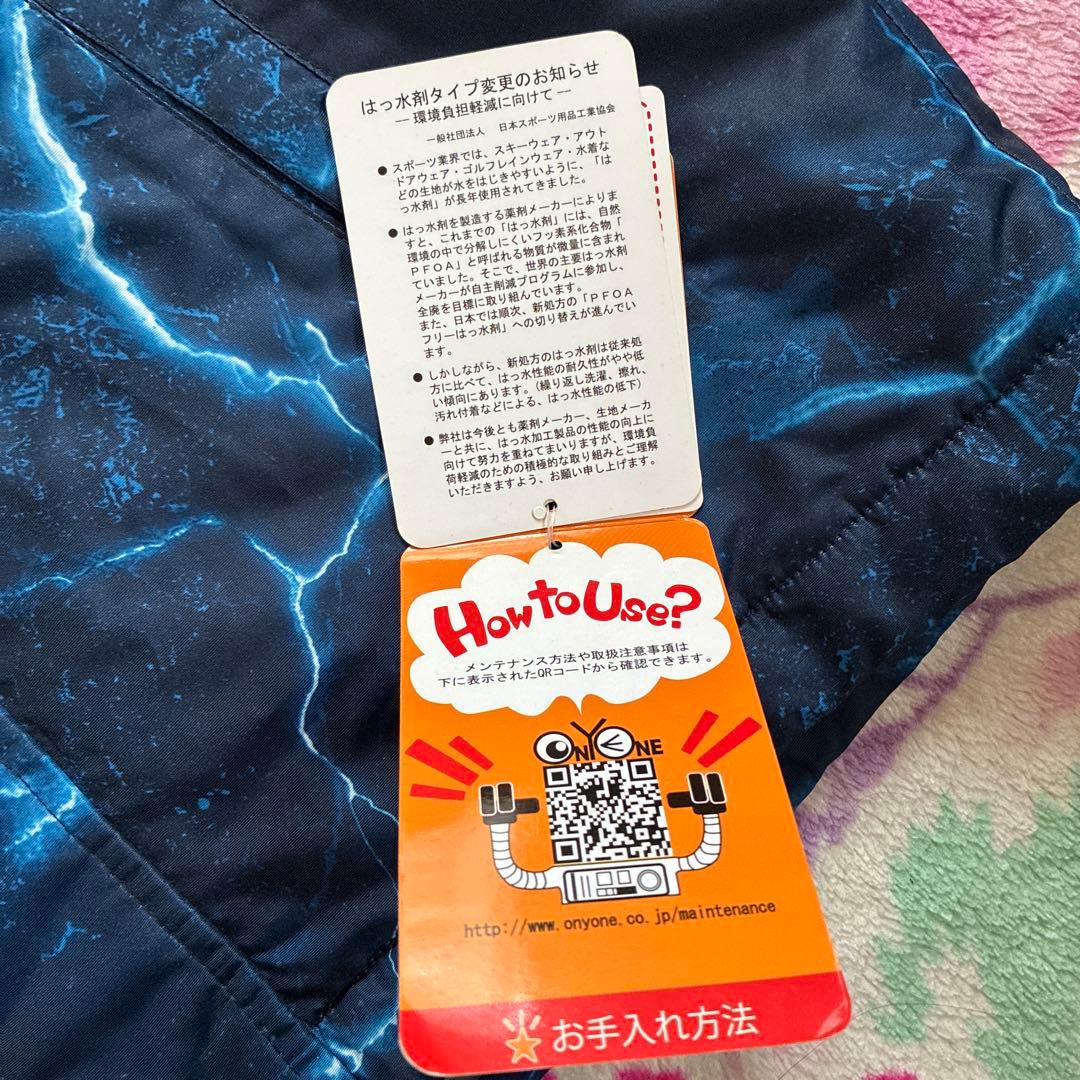 はっ水剤タイプ変更のお知らせ
― 環境負担軽減に向けて ―
一般社団法人 日本スポーツ用品工業協会
● スポーツ業界では、スキーウェア・アウト
ドアウェア・ゴルフレインウェア・水着な
どの生地が水をはじきやすいように、「は
っ水剤」が長年使用されてきました。
● はっ水剤を製造する薬剤メーカーによりま
すと、これまでの「はっ水剤」には、自然
環境の中で分解しにくいフッ素系化合物「
PFOA」と呼ばれる物質が微量に含まれ
ていました。そこで、世界の主要はっ水剤
メーカーが自主削減プログラムに参加し、
全廃を目標に取り組んでいます。
また、日本では順次、新処方の「PFOA
フリーはっ水剤」への切り替えが進んでい
ます。
● しかしながら、新処方のはっ水剤は従来処
方に比べて、はっ水性能の耐久性がやや低
い傾向にあります。（繰り返し洗濯、擦れ、
汚れ付着などによる、はっ水性能の低下）
● 弊社は今後とも薬剤メーカー、生地メーカ
ーと共に、はっ水加工製品の性能の向上に
向けて努力を重ねてまいりますが、環境負
荷軽減のための積極的な取り組みとご理解
いただきますよう、お願い申し上げます。
How to Use?
メンテナンス方法や取扱注意事項は
下に表示されたQRコードから確認できます。
ONYONE
http://www.onyone.co.jp/maintenance
お手入れ方法